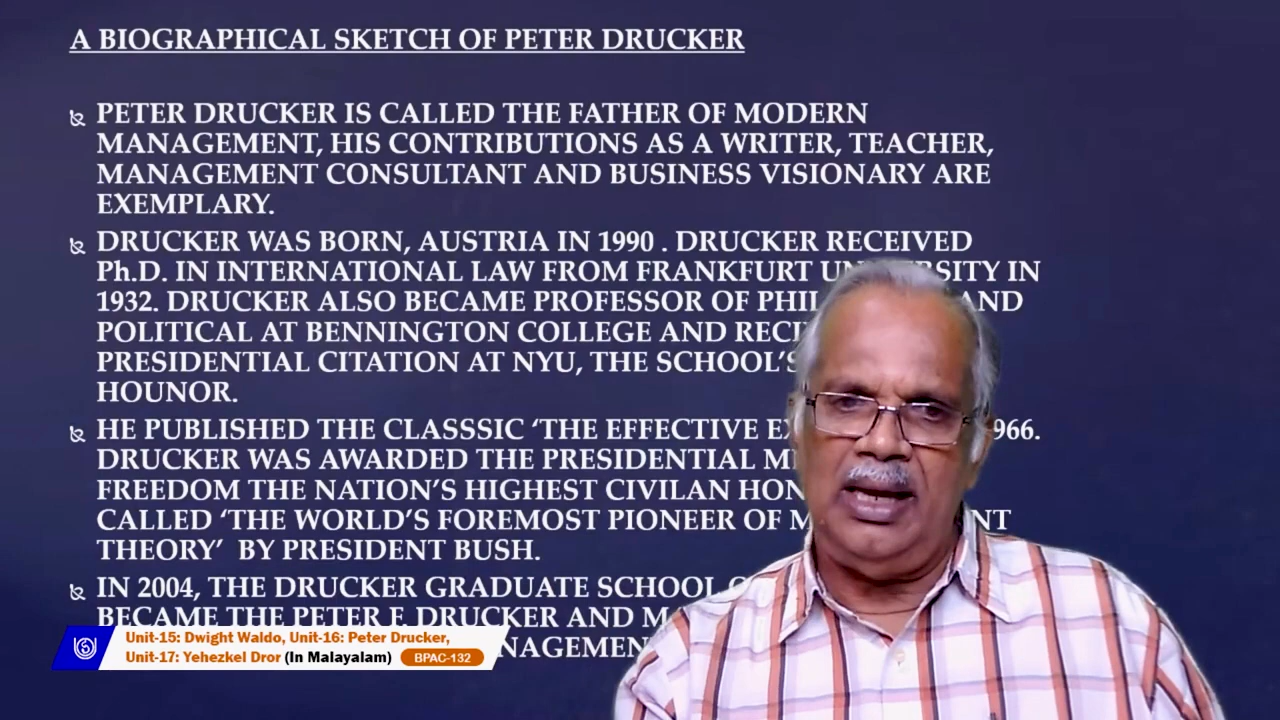 A BIOGRAPHICAL SKETCH OF PETER DRUCKER
PETER DRUCKER IS CALLED THE FATHER OF MODERN
MANAGEMENT, HIS CONTRIBUTIONS AS A WRITER, TEACHER,
MANAGEMENT CONSULTANT AND BUSINESS VISIONARY ARE
EXEMPLARY.
DRUCKER WAS BORN, AUSTRIA IN 1990 . DRUCKER RECEIVED
Ph.D. IN INTERNATIONAL LAW FROM FRANKFURT IN
1932. DRUCKER ALSO BECAME PROFESSOR OF AND
POLITICAL AT BENNINGTON COLLEGE AND
PRESIDENTIAL CITATION AT NYU, THE SCHOOL'S
HOUNOR.
HE PUBLISHED THE CLASSSIC ‘THE EFFECTIVE 966.
DRUCKER WAS AWARDED THE PRESIDENTIAL
FREEDOM THE NATION'S HIGHEST CIVILAN
CALLED ‘THE WORLD'S FOREMOST PIONEER OF
THEORY’ BY PRESIDENT BUSH.
IN 2004, THE DRUCKER GRADUATE SCHOOL
BECAME THE PETER F. DRUCKER AND
Unit-15: Dwight Waldo, Unit-16: Peter Drucker,
Unit-17: Yehezkel Dror (In Malayalam) BPAC-132